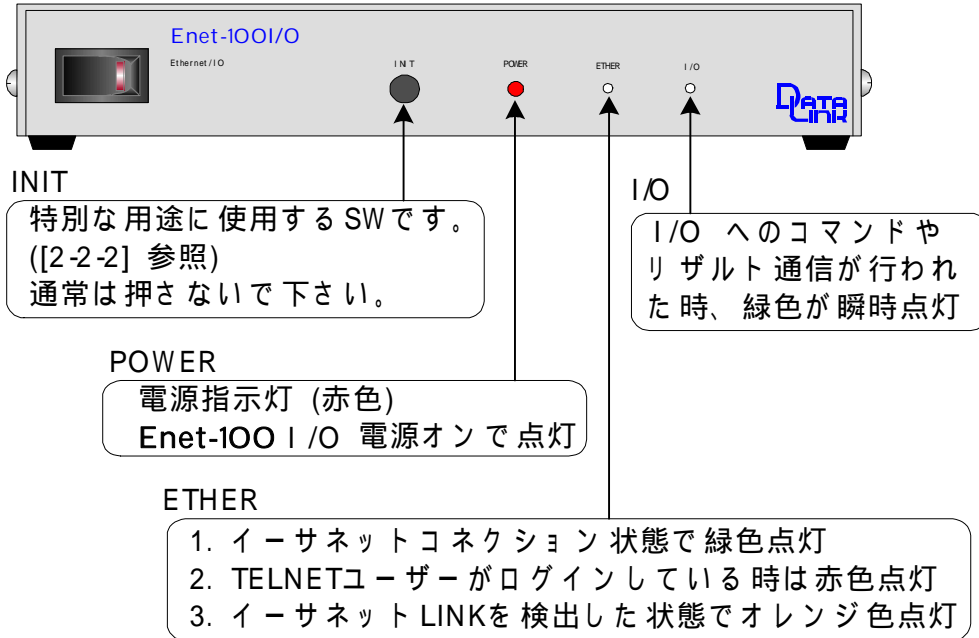 Enet-100I/O
Ethernet/IO
INIT
POWER
ETHER
I/O
DATA
LINK
INIT
特別な用途に使用するSWです。
([2-2-2] 参照)
通常は押さないで下さい。
I/O
I/O へのコマンドや
リザルト通信が行われ
た時、緑色が瞬時点灯
POWER
電源指示灯 (赤色)
Enet-100 I/O 電源オンで点灯
ETHER
1. イーサネットコネクション状態で緑色点灯
2. TELNETユーザーがログインしている時は赤色点灯
3. イーサネットLINKを検出した状態でオレンジ色点灯